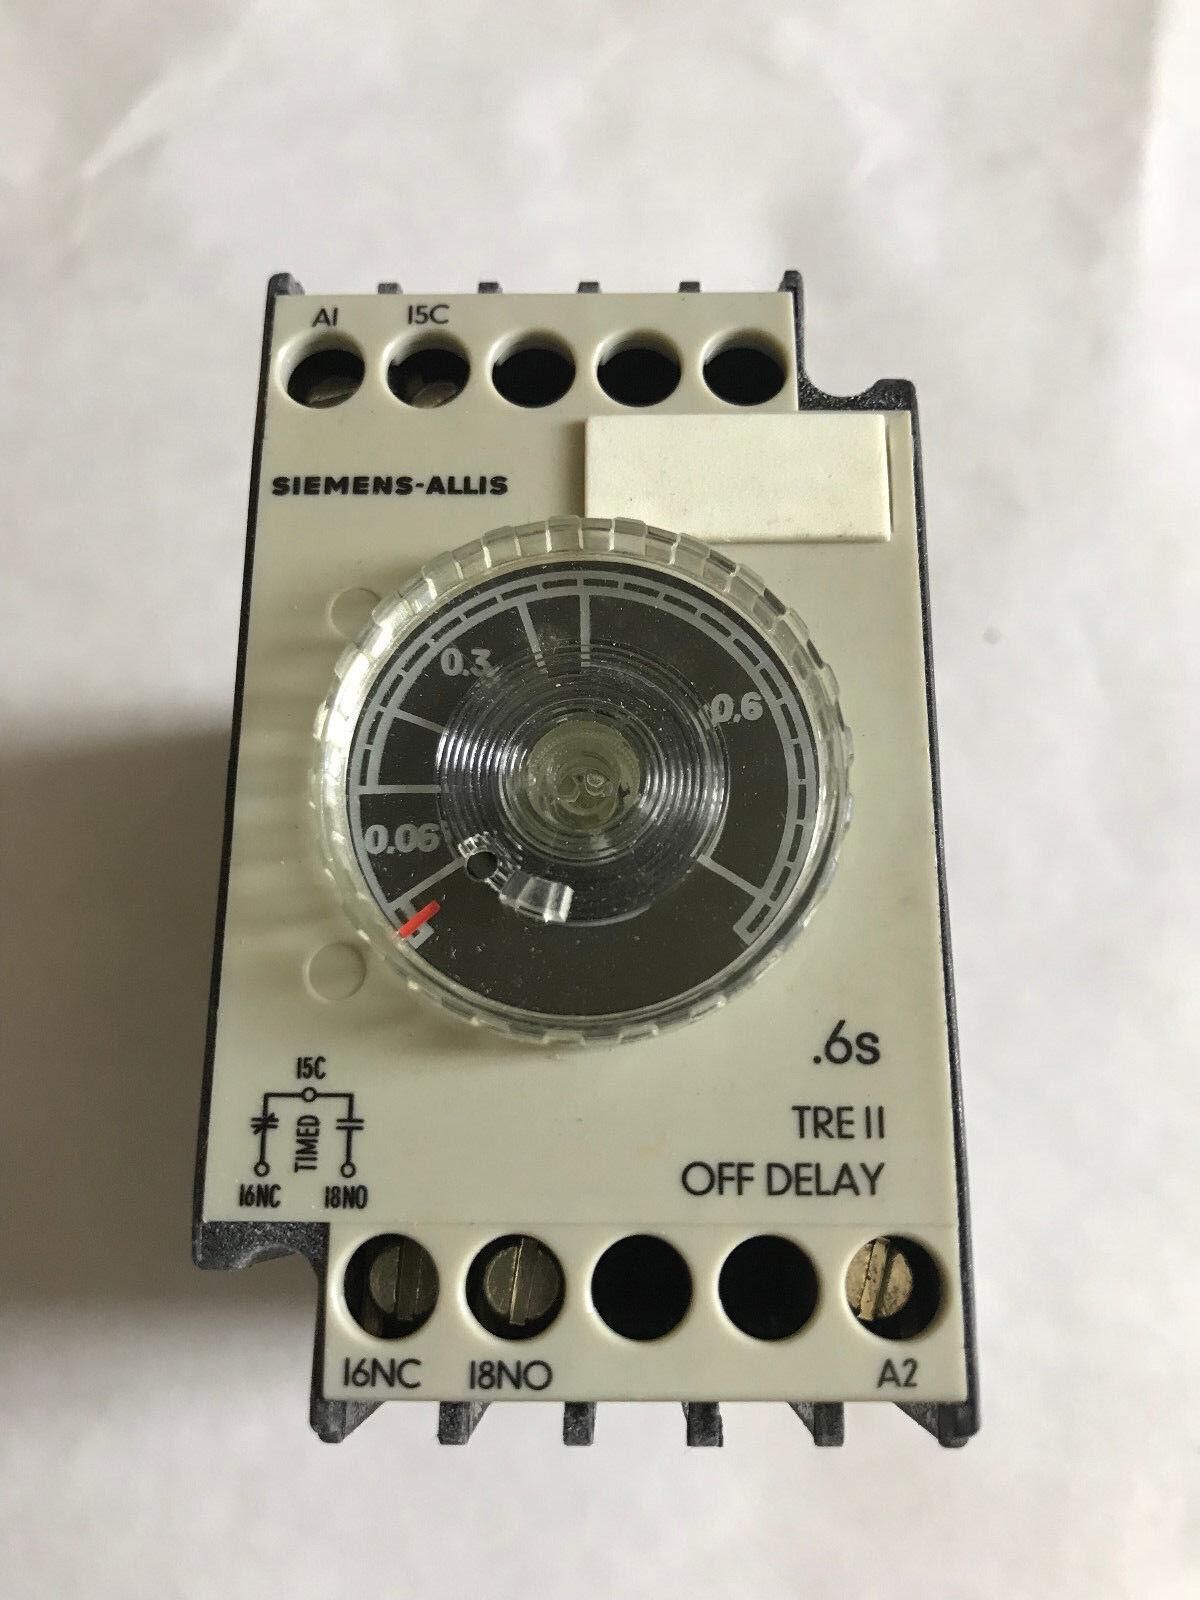 A1 15C
SIEMENS-ALLIS
0.3
0.6
0.06
.6s
15C
TIMED
TRE II
16NC 18NO
OFF DELAY
16NC 18NO A2